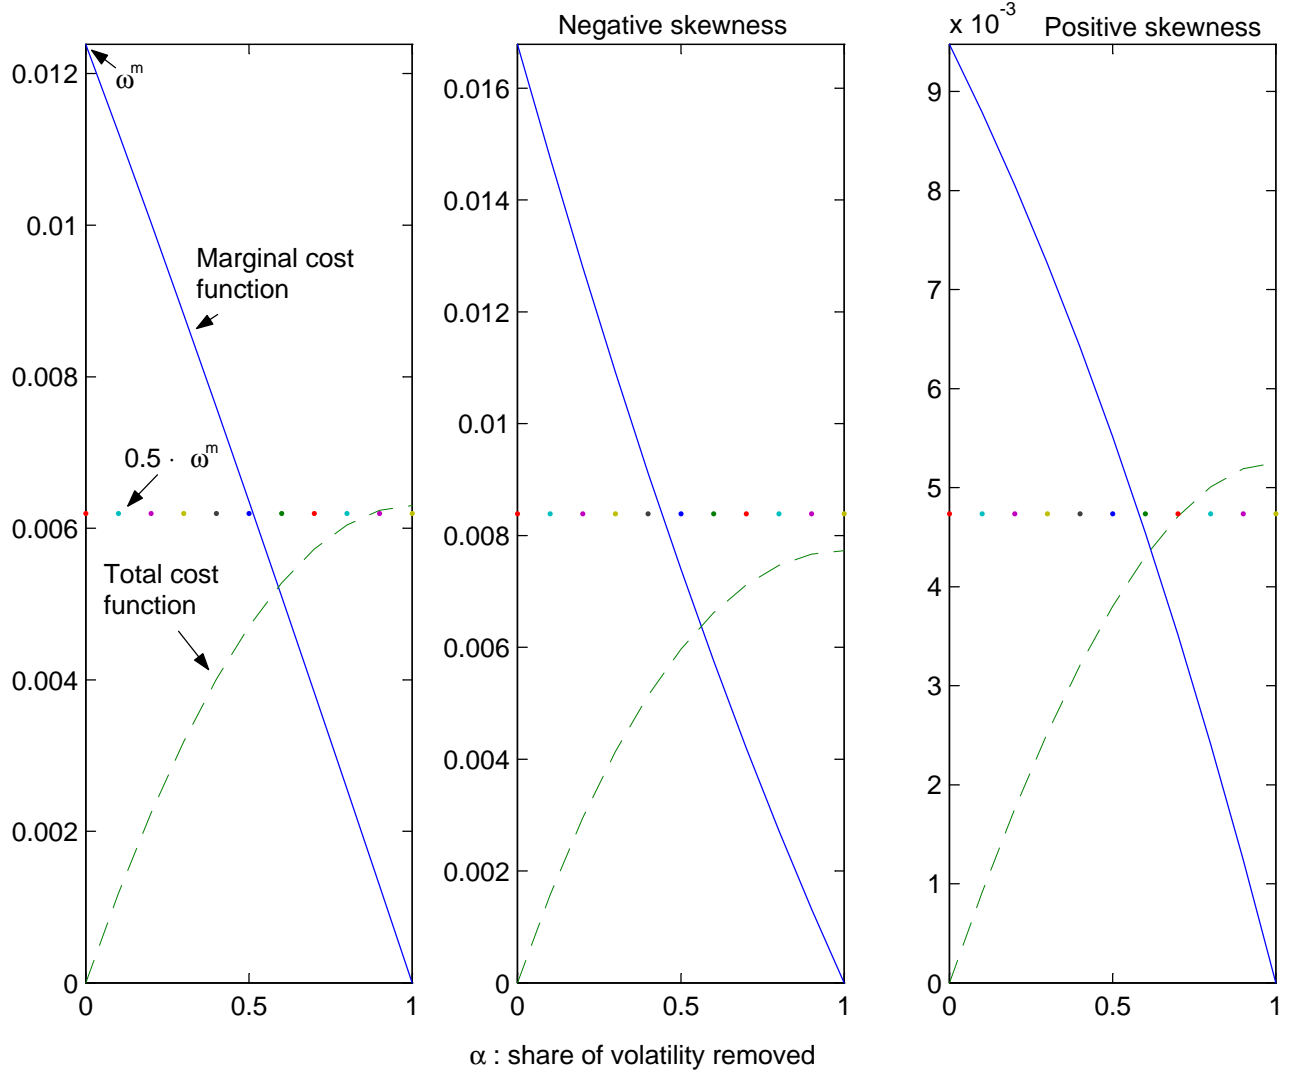 Negative skewness
x 10-3 Positive skewness
0.012
0.01
0.008
0.006
0.004
0.002
0
0 0.5 1
ωm
Marginal cost
function
0.5 · ωm
Total cost
function
0.016
0.014
0.012
0.01
0.008
0.006
0.004
0.002
0
0 0.5 1
9
8
7
6
5
4
3
2
1
0
0 0.5 1
α : share of volatility removed